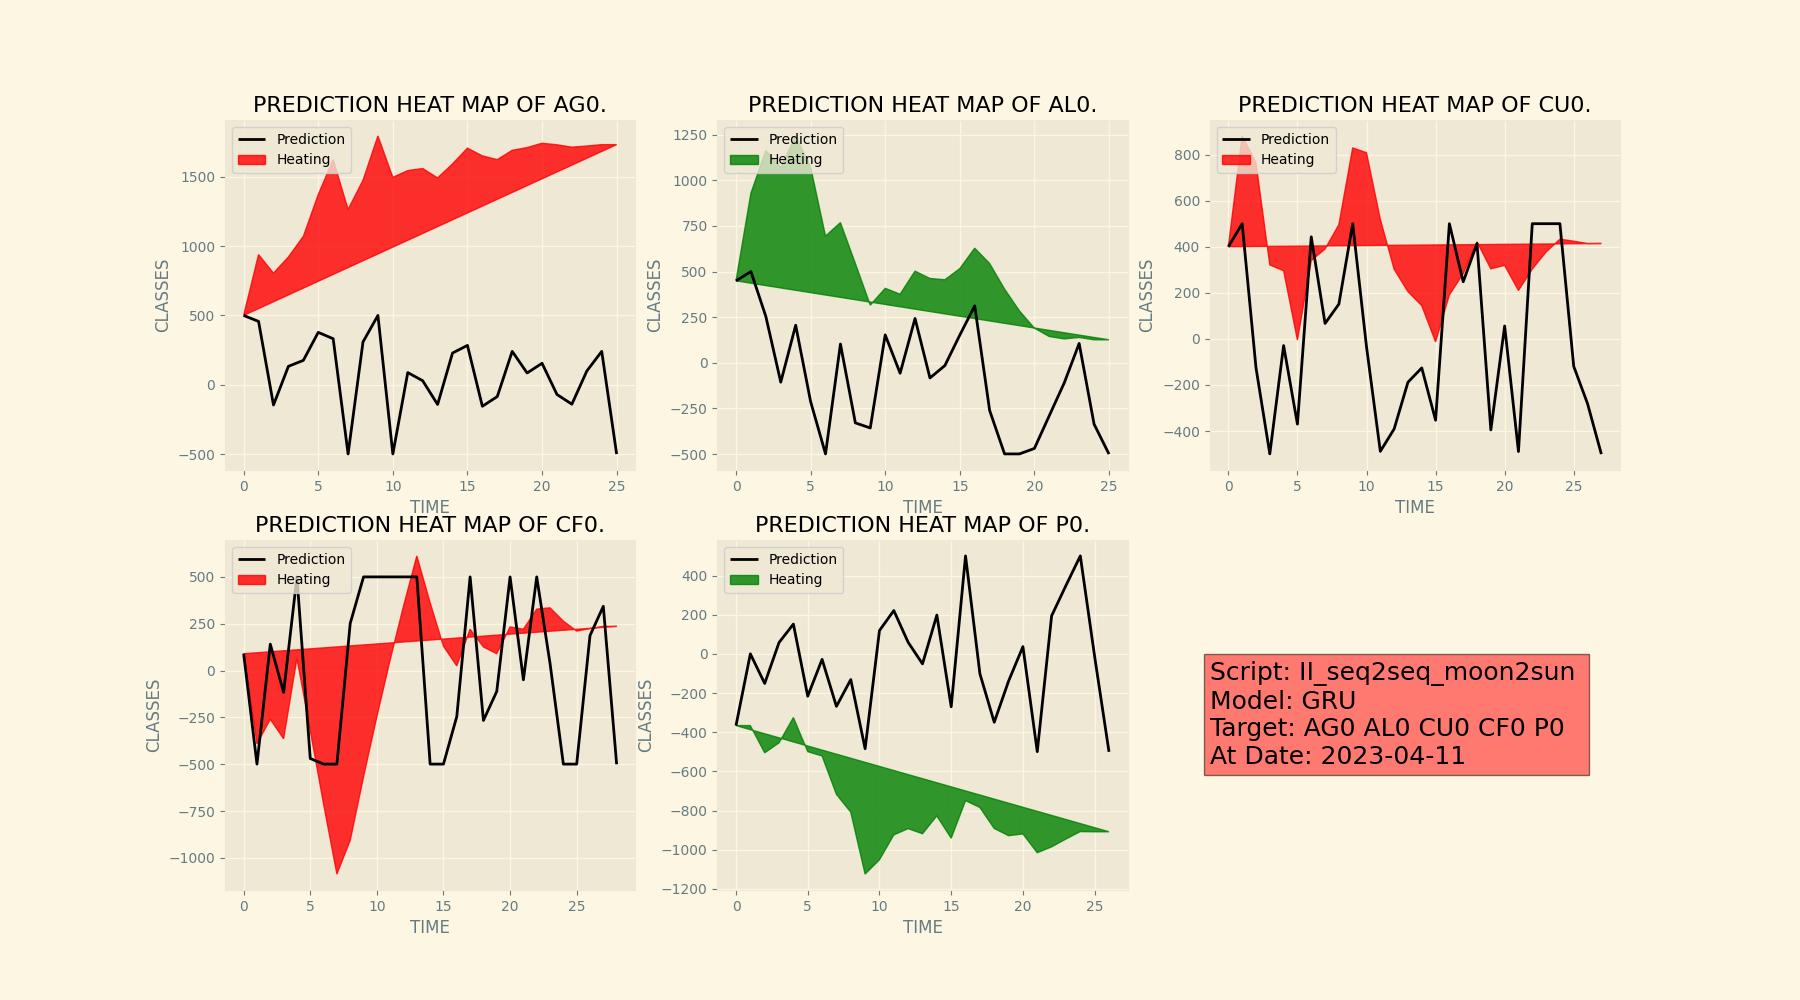 PREDICTION HEAT MAP OF AG0.
Prediction
Heating
1500
1000
500
0
−500
CLASSES
0 5 10 15 20 25
TIME
PREDICTION HEAT MAP OF AL0.
Prediction
Heating
1250
1000
750
500
250
0
−250
−500
CLASSES
0 5 10 15 20 25
TIME
PREDICTION HEAT MAP OF CU0.
Prediction
Heating
800
600
400
200
0
−200
−400
CLASSES
0 5 10 15 20 25
TIME
PREDICTION HEAT MAP OF CF0.
Prediction
Heating
500
250
0
−250
−500
−750
−1000
CLASSES
0 5 10 15 20 25
TIME
PREDICTION HEAT MAP OF P0.
Prediction
Heating
400
200
0
−200
−400
−600
−800
−1000
−1200
CLASSES
0 5 10 15 20 25
TIME
Script: II_seq2seq_moon2sun
Model: GRU
Target: AG0 AL0 CU0 CF0 P0
At Date: 2023-04-11